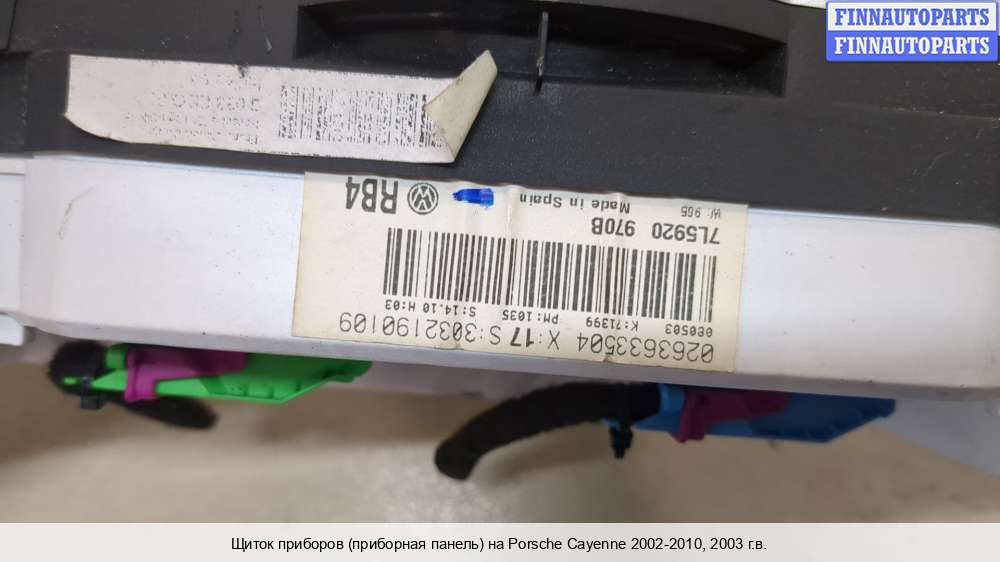 FINNAUTOPARTS
FINNAUTOPARTS
0263633504 X:17 S:3032190109
080503 K:71399 PM:1035 S:14.10 H:03
7L5920 970B
W: 965 Made in Spain
RB4
Щиток приборов (приборная панель) на Porsche Cayenne 2002-2010, 2003 г.в.